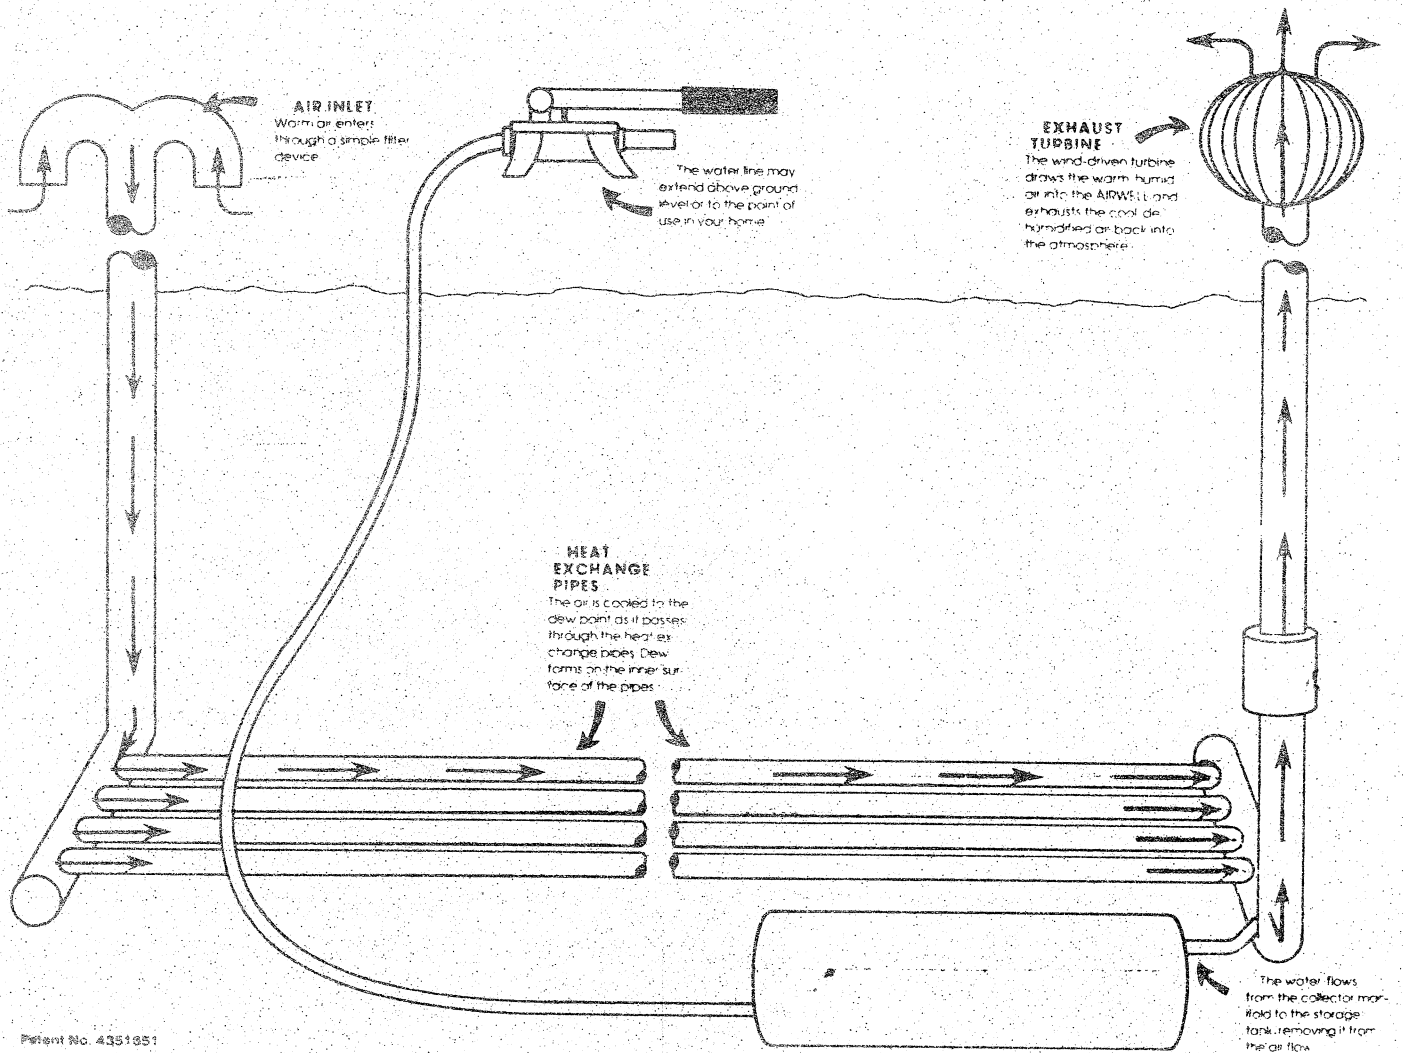 AIR INLET
Warm air enters
through a simple filter
device
The water line may
extend above ground
level or to the point of
use in your home
EXHAUST
TURBINE
The wind-driven turbine
draws the warm humid
air into the AIRWELL and
exhausts the cool de
humidified air back into
the atmosphere.
HEAT
EXCHANGE
PIPES
The air is cooled to the
dew point as it passes
through the heat ex
change pipes Dew
forms on the inner sur
face of the pipes
The water flows
from the collector man-
ifold to the storage
tank, removing it from
the air flow
Patent No. 4351651